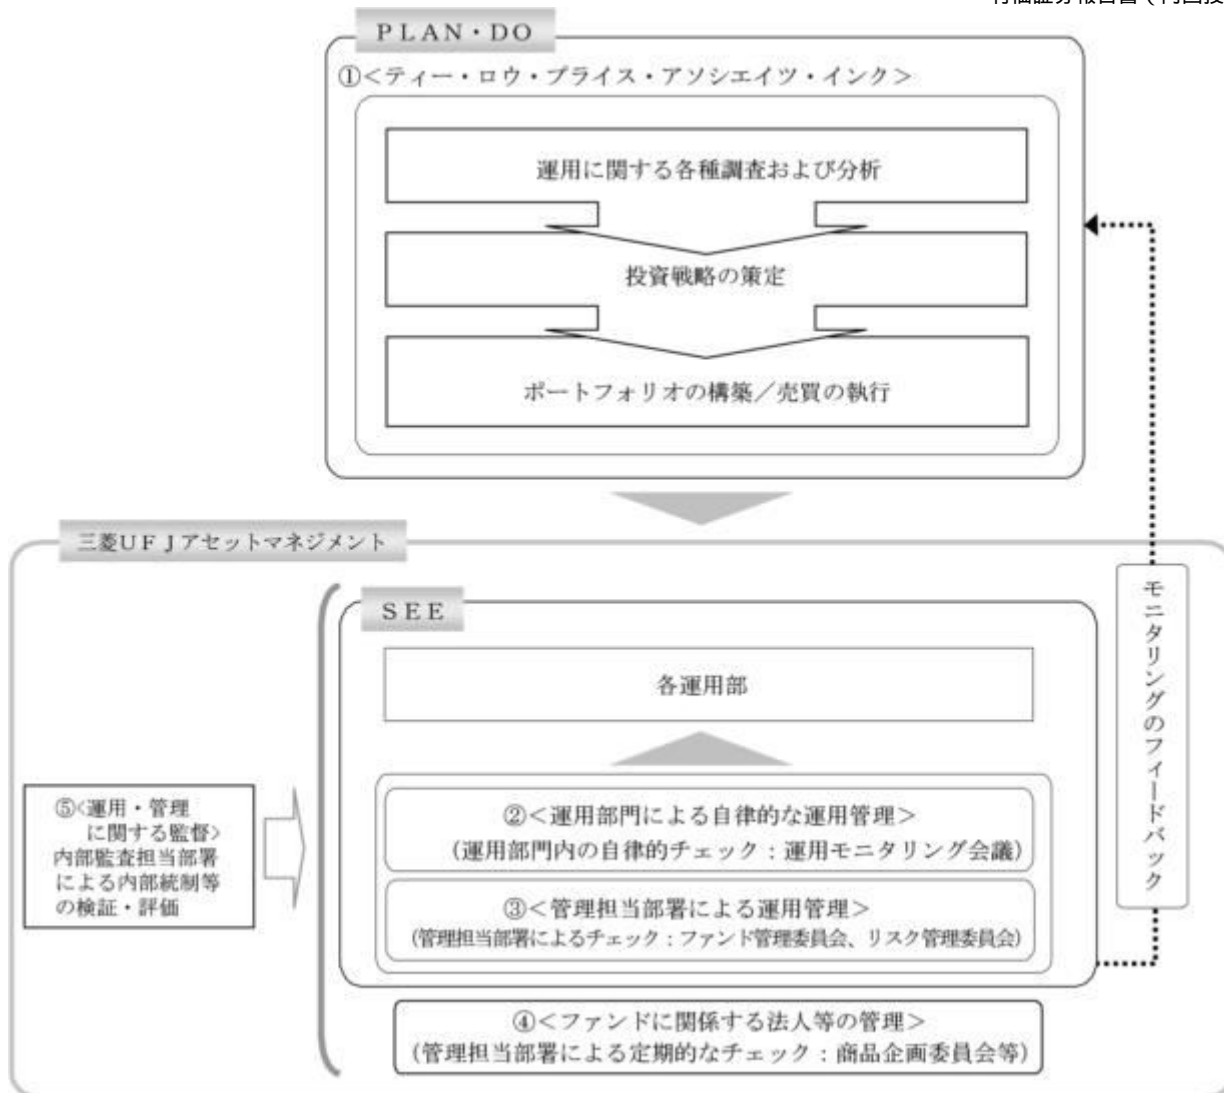 有価証券報告書(内国投
PLAN・DO
①<ティー・ロウ・プライス・アソシエイツ・インク>
運用に関する各種調査および分析
投資戦略の策定
ポートフォリオの構築／売買の執行
三菱UFJアセットマネジメント
SEE
各運用部
②<運用部門による自律的な運用管理>
(運用部門内の自律的チェック：運用モニタリング会議)
③<管理担当部署による運用管理>
(管理担当部署によるチェック：ファンド管理委員会、リスク管理委員会)
④<ファンドに関係する法人等の管理>
(管理担当部署による定期的なチェック：商品企画委員会等)
⑤<運用・管理
に関する監督>
内部監査担当部署
による内部統制等
の検証・評価
モニタリングのフィードバック